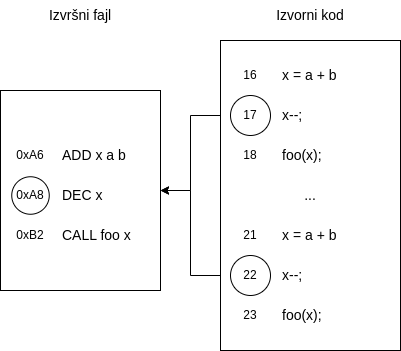 Izvršni fajl
0xA6 ADD x a b
0xA8 DEC x
0xB2 CALL foo x
Izvorni kod
16 x = a + b
17 x--;
18 foo(x);
...
21 x = a + b
22 x--;
23 foo(x);